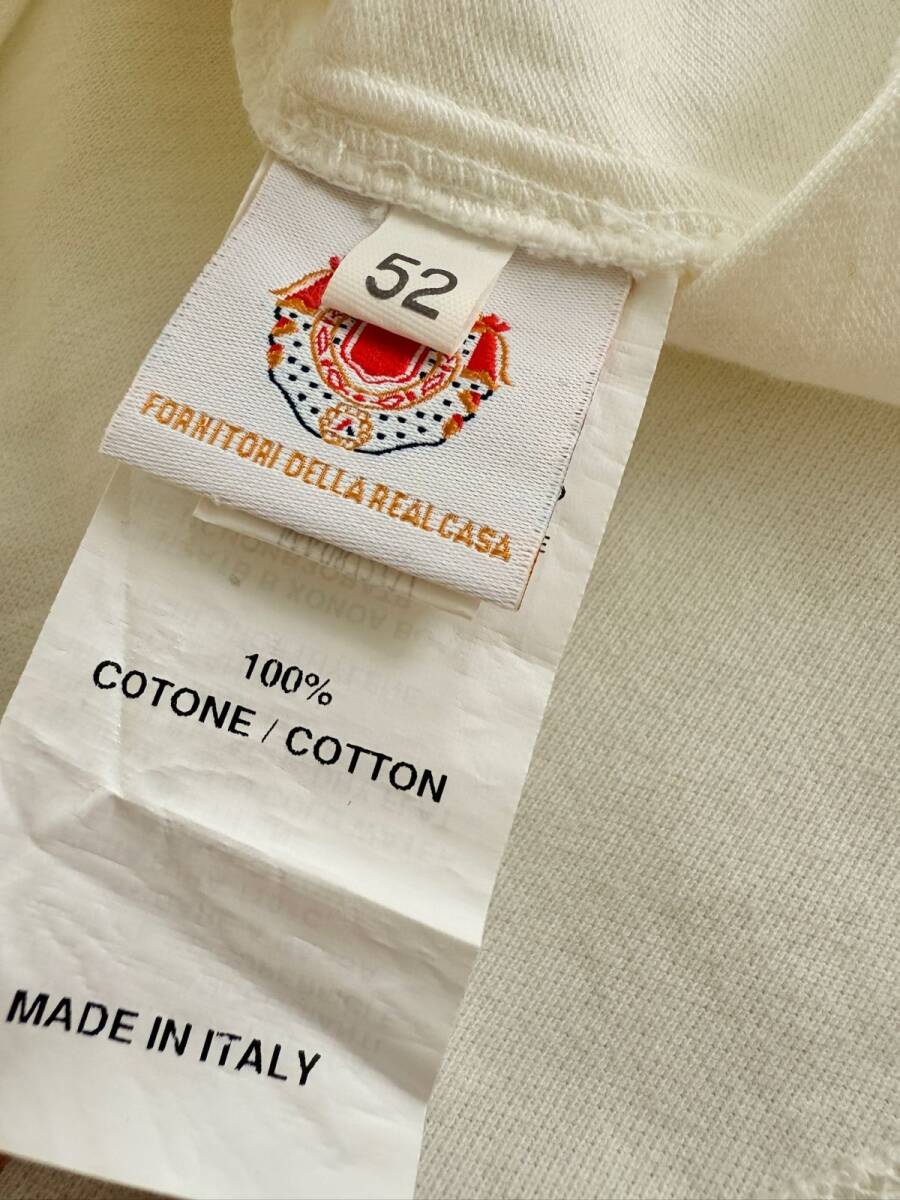 52
FORNITORI DELLA REAL CASA
100%
COTONE / COTTON
MADE IN ITALY